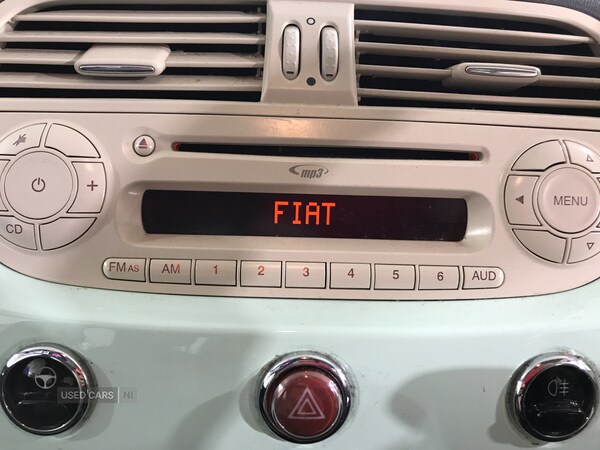 mp3
FIAT
CD
MENU
FM AS AM 1 2 3 4 5 6 AUD
USED CARS NI